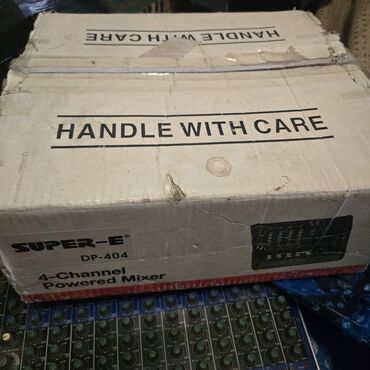 HANDLE WITH CARE
HANDLE WITH CARE
SUPER-E®
DP-404
4-Channel
Powered Mixer